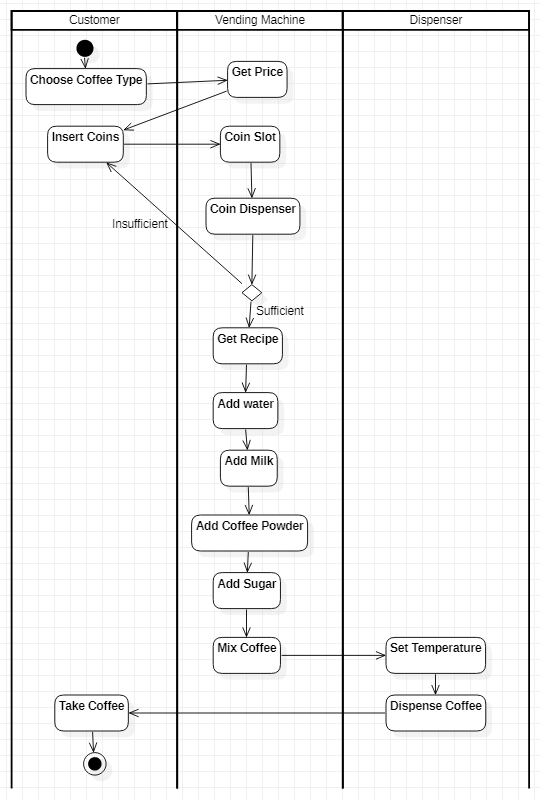 Customer
Vending Machine
Dispenser
Choose Coffee Type
Get Price
Insert Coins
Coin Slot
Coin Dispenser
Insufficient
Sufficient
Get Recipe
Add water
Add Milk
Add Coffee Powder
Add Sugar
Mix Coffee
Set Temperature
Take Coffee
Dispense Coffee